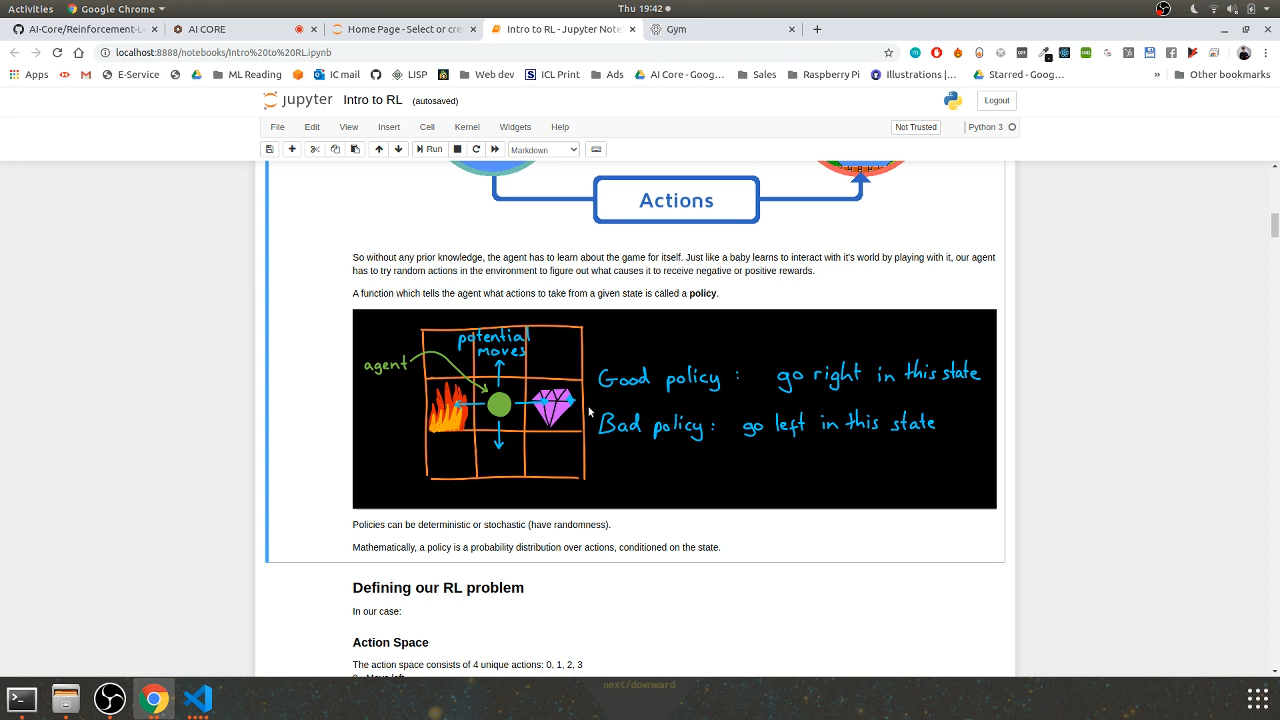 Activities
Google Chrome
Thu 19:42
AI-Core/Reinforcement-Le
AI CORE
Home Page - Select or cre
Intro to RL - Jupyter Note
Gym
localhost:8888/notebooks/Intro%20to%20RL.ipynb
Apps
E-Service
ML Reading
IC mail
LISP
Web dev
ICL Print
Ads
AI Core - Goog…
Sales
Raspberry Pi
Illustrations |…
Starred - Goog…
»
Other bookmarks
jupyter Intro to RL (autosaved)
Logout
File Edit View Insert Cell Kernel Widgets Help
Not Trusted
Python 3
Run
Markdown
Actions
So without any prior knowledge, the agent has to learn about the game for itself. Just like a baby learns to interact with it's world by playing with it, our agent
has to try random actions in the environment to figure out what causes it to receive negative or positive rewards.
A function which tells the agent what actions to take from a given state is called a policy.
potential
moves
agent
Good policy : go right in this state
Bad policy : go left in this state
Policies can be deterministic or stochastic (have randomness).
Mathematically, a policy is a probability distribution over actions, conditioned on the state.
Defining our RL problem
In our case:
Action Space
The action space consists of 4 unique actions: 0, 1, 2, 3
next/downward